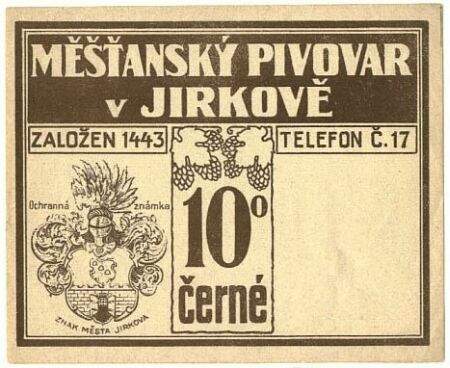 MĚŠŤANSKÝ PIVOVAR
V JIRKOVĚ
ZALOŽEN 1443
TELEFON Č.17
Ochranná známka
10°
černé
ZNAK MĚSTA JIRKOVA